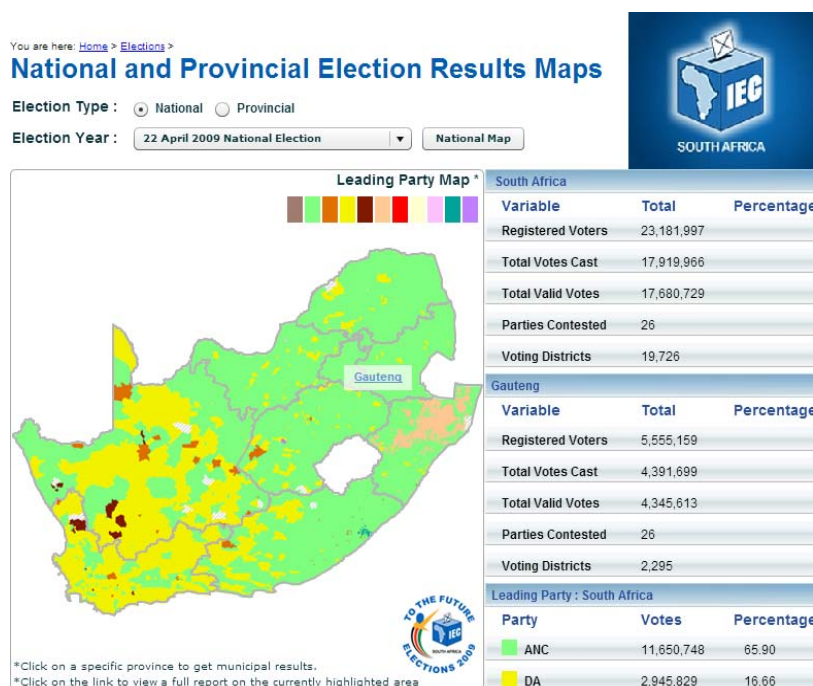 You are here: Home > Elections >
National and Provincial Election Results Maps
Election Type : National Provincial
Election Year : 22 April 2009 National Election National Map
IEC
SOUTH AFRICA
Leading Party Map *
Gauteng
TO THE FUTURE
IEC
SOUTH AFRICA
ELECTIONS 2009
*Click on a specific province to get municipal results.
*Click on the link to view a full report on the currently highlighted area
South Africa
Variable Total Percentage
Registered Voters 23,181,997
Total Votes Cast 17,919,966
Total Valid Votes 17,680,729
Parties Contested 26
Voting Districts 19,726
Gauteng
Variable Total Percentage
Registered Voters 5,555,159
Total Votes Cast 4,391,699
Total Valid Votes 4,345,613
Parties Contested 26
Voting Districts 2,295
Leading Party : South Africa
Party Votes Percentage
ANC 11,650,748 65.90
DA 2,945,829 16.66